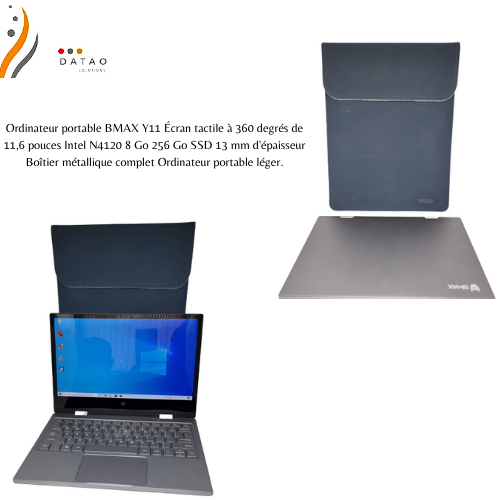 DATAO
SOLUTIONS
Ordinateur portable BMAX Y11 Écran tactile à 360 degrés de
11,6 pouces Intel N4120 8 Go 256 Go SSD 13 mm d'épaisseur
Boîtier métallique complet Ordinateur portable léger.
BMAX